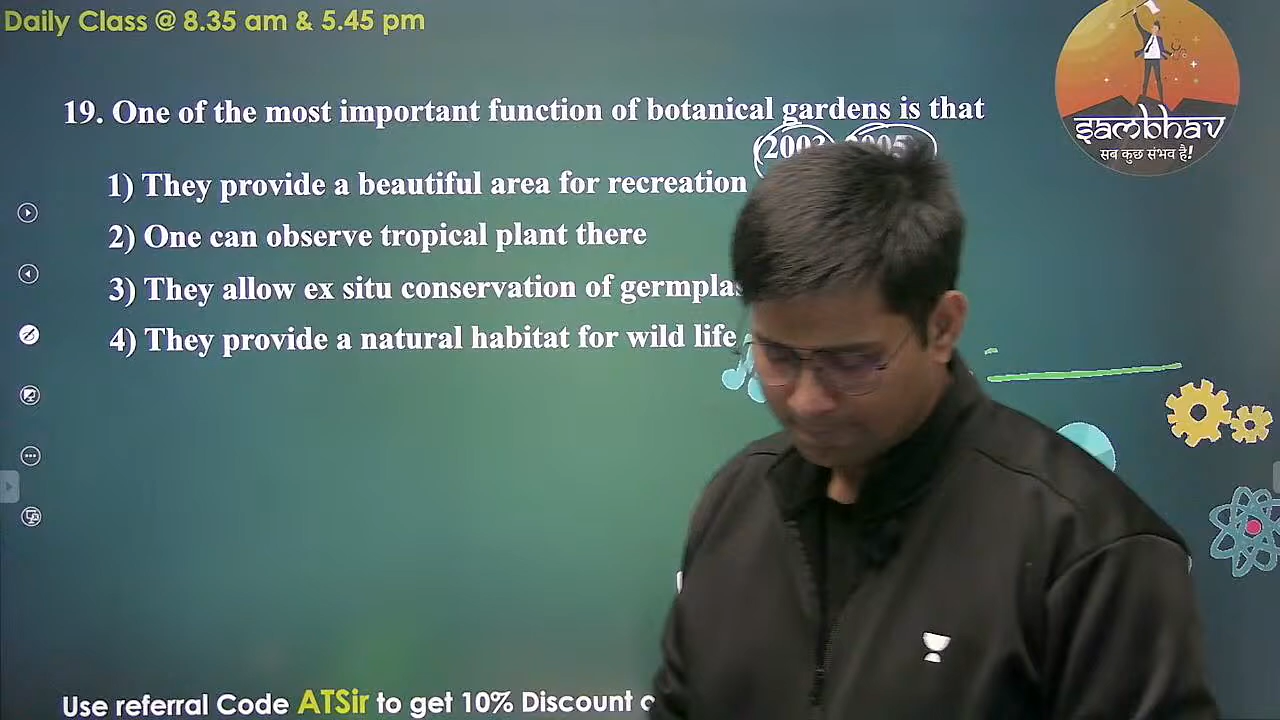 Daily Class @ 8.35 am & 5.45 pm
sambhav
सब कुछ संभव है!
19. One of the most important function of botanical gardens is that
1) They provide a beautiful area for recreation
2) One can observe tropical plant there
3) They allow ex situ conservation of
4) They provide a natural habitat for wild life
Use referral Code ATSir to get 10% Discount